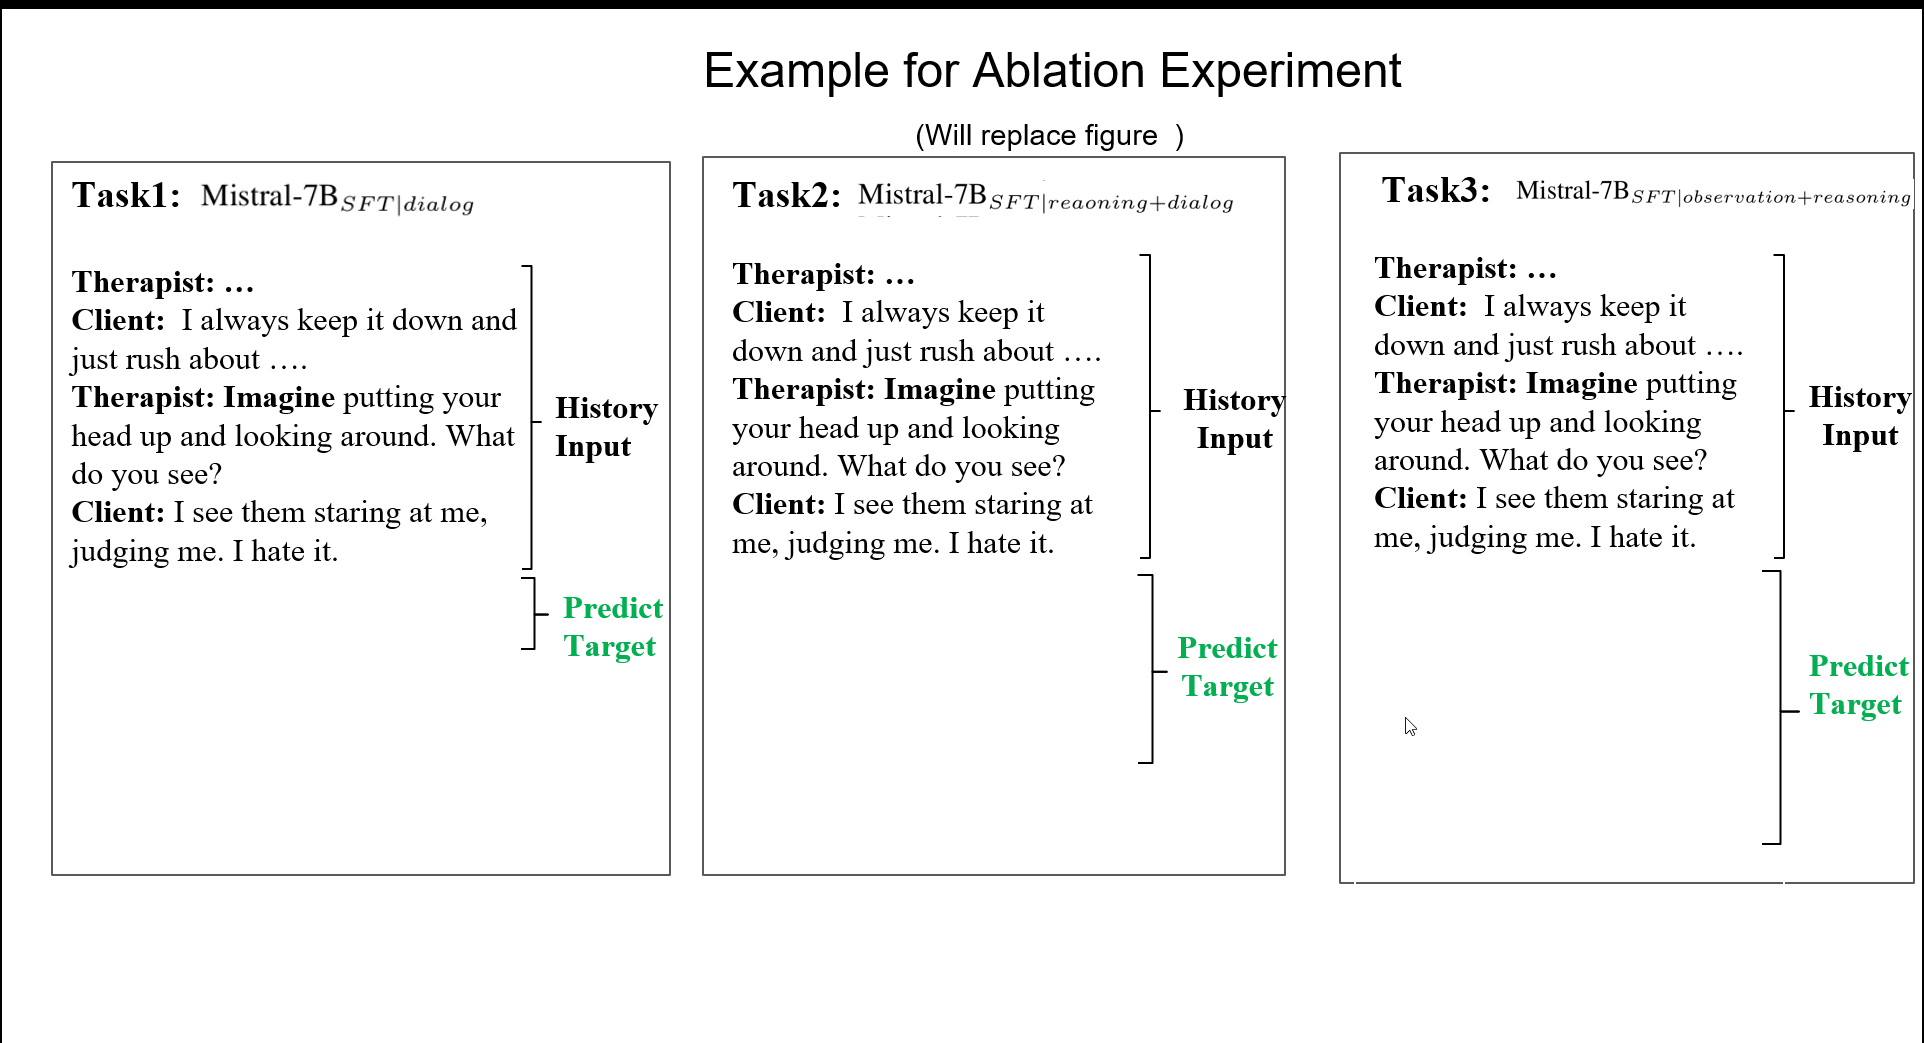 Example for Ablation Experiment
(Will replace figure )
Task1: Mistral-7B SFT|dialog
Therapist: …
Client: I always keep it down and
just rush about ….
Therapist: Imagine putting your
head up and looking around. What
do you see?
Client: I see them staring at me,
judging me. I hate it.
History
Input
Predict
Target
Task2: Mistral-7B SFT|reaoning+dialog
Therapist: …
Client: I always keep it
down and just rush about ….
Therapist: Imagine putting
your head up and looking
around. What do you see?
Client: I see them staring at
me, judging me. I hate it.
History
Input
Predict
Target
Task3: Mistral-7B SFT|observation+reasoning
Therapist: …
Client: I always keep it
down and just rush about ….
Therapist: Imagine putting
your head up and looking
around. What do you see?
Client: I see them staring at
me, judging me. I hate it.
History
Input
Predict
Target